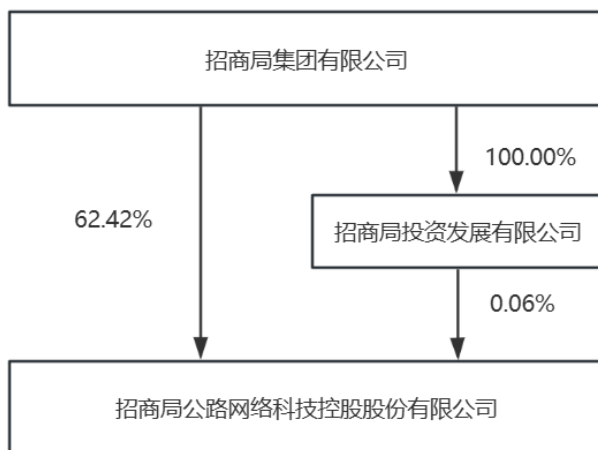 招商局集团有限公司
100.00%
62.42%
招商局投资发展有限公司
0.06%
招商局公路网络科技控股股份有限公司